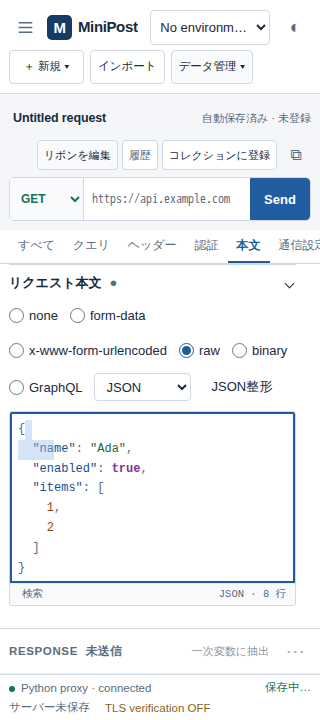 M MiniPost No environm…
＋ 新規 ▾ インポート データ管理 ▾
Untitled request 自動保存済み · 未登録
リボンを編集 履歴 コレクションに登録
GET https://api.example.com Send
すべて クエリ ヘッダー 認証 本文 通信設定
リクエスト本文 ●
none form-data
x-www-form-urlencoded raw binary
GraphQL JSON JSON整形
{
"name": "Ada",
"enabled": true,
"items": [
1,
2
]
}
検索 JSON · 8 行
RESPONSE 未送信 一次変数に抽出 ···
Python proxy · connected 保存中…
サーバー未保存 TLS verification OFF